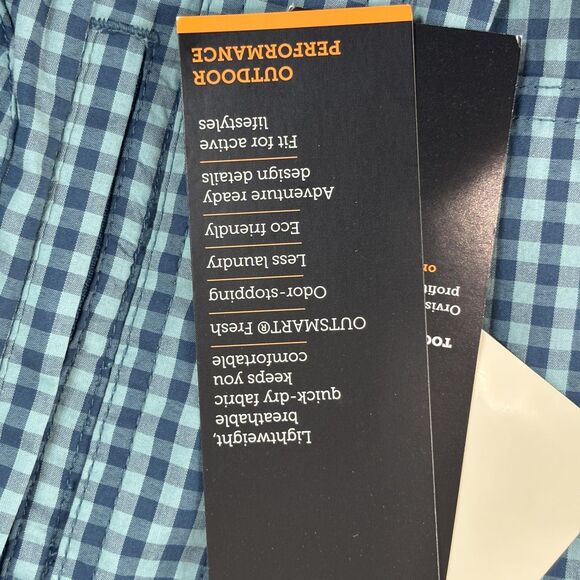 Lightweight,
breathable
quick-dry fabric
keeps you
comfortable
OUTSMART® Fresh
Odor-stopping
Less laundry
Eco friendly
Adventure ready
design details
Fit for active
lifestyles
OUTDOOR
PERFORMANCE
Orvis